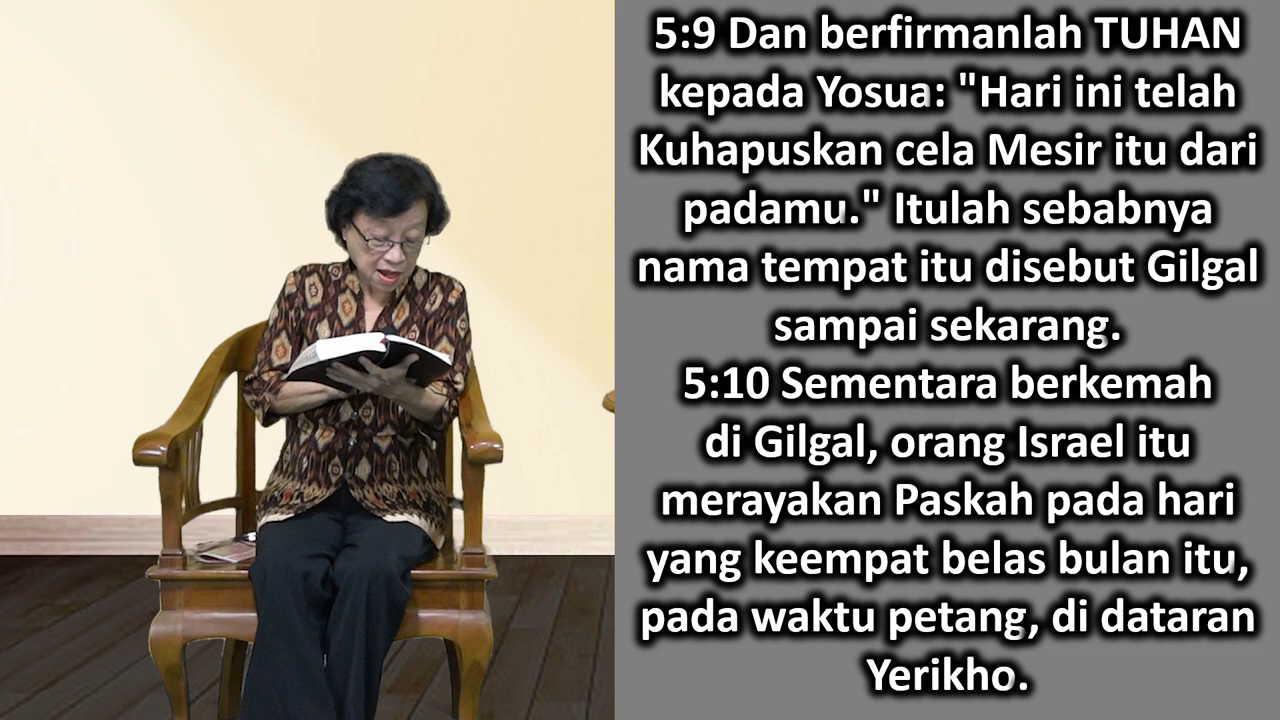 5:9 Dan berfirmanlah TUHAN
kepada Yosua: "Hari ini telah
Kuhapuskan cela Mesir itu dari
padamu." Itulah sebabnya
nama tempat itu disebut Gilgal
sampai sekarang.
5:10 Sementara berkemah
di Gilgal, orang Israel itu
merayakan Paskah pada hari
yang keempat belas bulan itu,
pada waktu petang, di dataran
Yerikho.